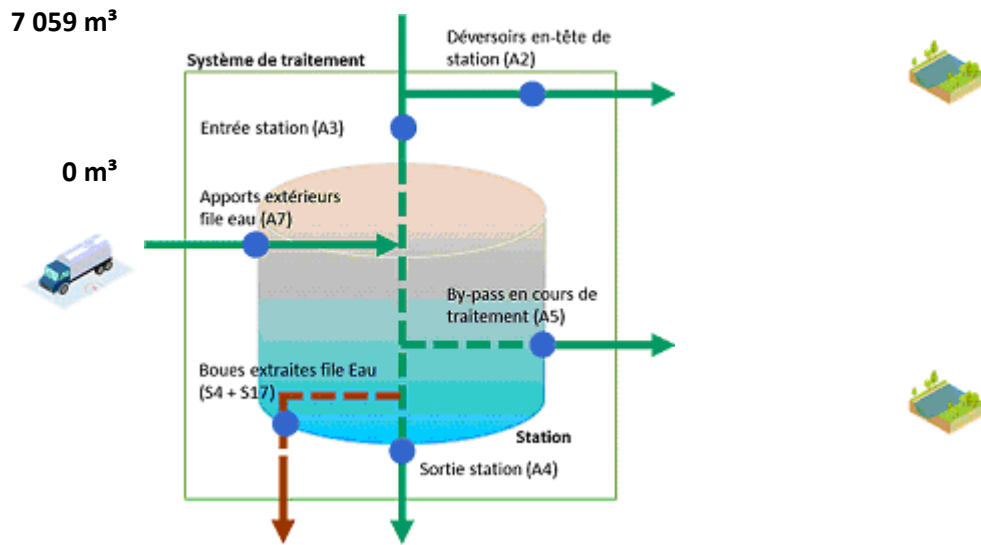 7 059 m³
Déversoirs en-tête de
station (A2)
Système de traitement
Entrée station (A3)
0 m³
Apports extérieurs
file eau (A7)
By-pass en cours de
traitement (A5)
Boues extraites file Eau
(S4 + S17)
Station
Sortie station (A4)